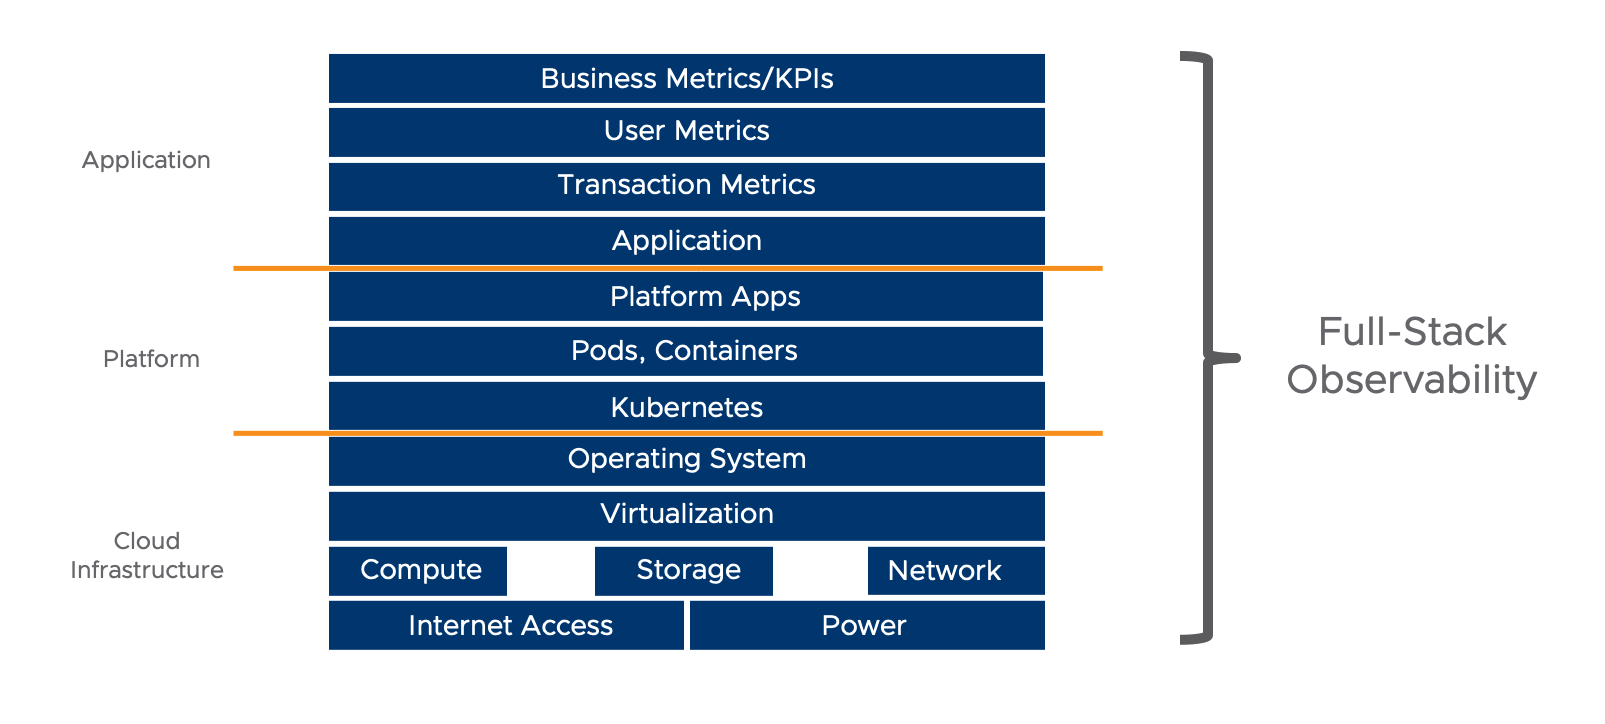 Business Metrics/KPIs
User Metrics
Application
Transaction Metrics
Application
Platform Apps
Full-Stack
Observability
Platform
Pods, Containers
Kubernetes
Operating System
Virtualization
Cloud
Infrastructure
Compute
Storage
Network
Internet Access
Power